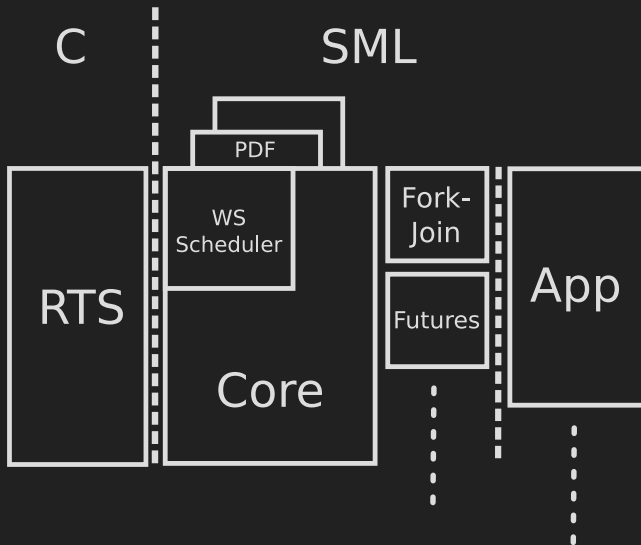 C
SML
PDF
WS
Scheduler
Fork-
Join
RTS
App
Futures
Core